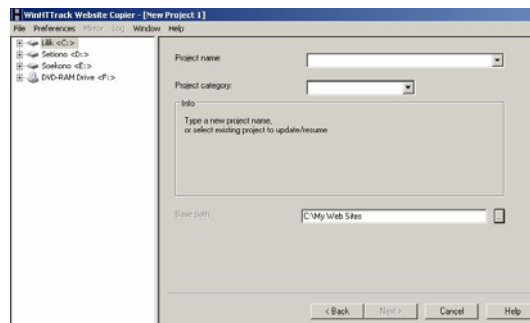 WinHTTrack Website Copier - [New Project 1]
File Preferences Mirror Log Window Help
Lilik <C:>
Setiono <D:>
Soekono <E:>
DVD-RAM Drive <F:>
Project name:
Project category:
Info
Type a new project name,
or select existing project to update/resume
Base path:
C:\My Web Sites
..
< Back Next > Cancel Help